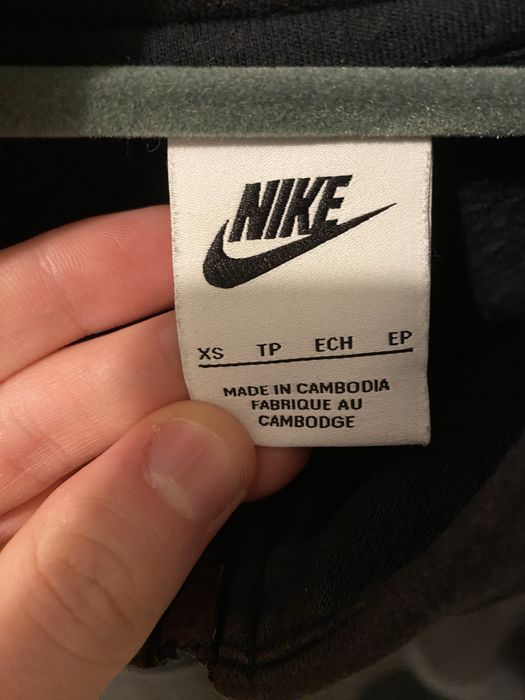 NIKE
XS TP ECH EP
MADE IN CAMBODIA
FABRIQUE AU
CAMBODGE